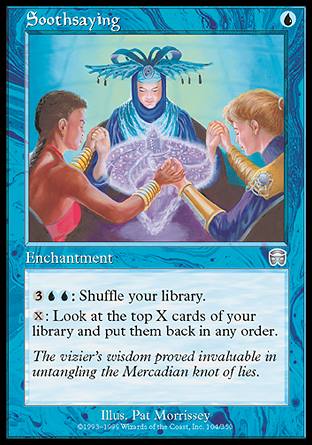 Soothsaying
Enchantment
3: Shuffle your library.
X: Look at the top X cards of your
library and put them back in any order.
The vizier's wisdom proved invaluable in
untangling the Mercadian knot of lies.
Illus. Pat Morrissey
©1993-1999 Wizards of the Coast, Inc. 104/350